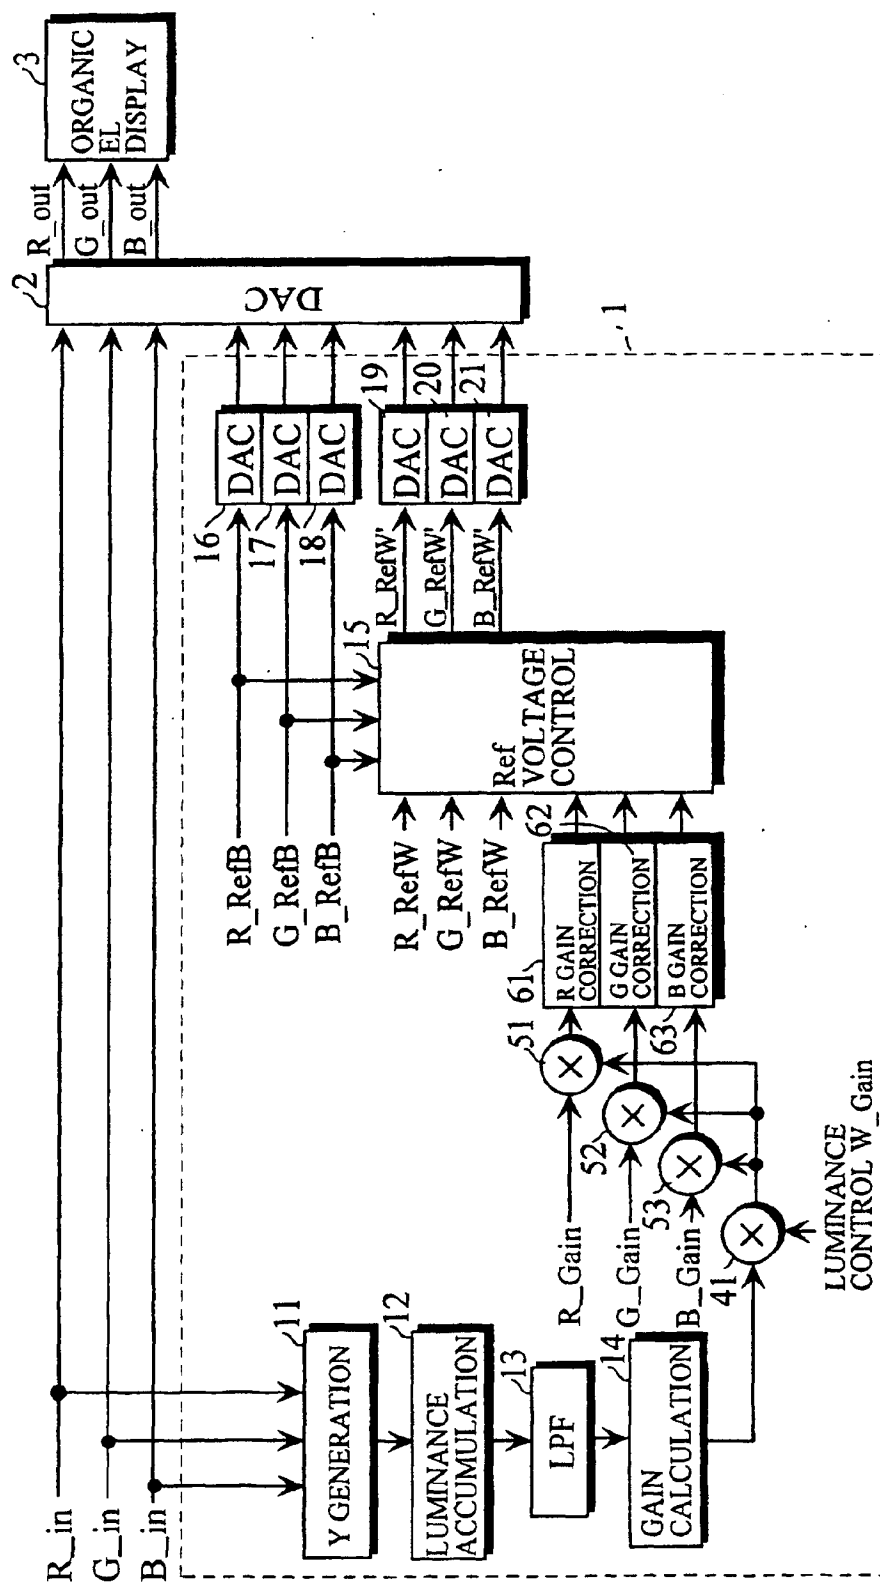 R_in
G_in
B_in
11
Y GENERATION
12
LUMINANCE
ACCUMULATION
13
LPF
14
GAIN
CALCULATION
R_Gain
G_Gain
B_Gain
41
LUMINANCE
CONTROL W_Gain
51
52
53
61
R GAIN
CORRECTION
62
G GAIN
CORRECTION
63
B GAIN
CORRECTION
R_RefB
G_RefB
B_RefB
R_RefW
G_RefW
B_RefW
15
Ref
VOLTAGE
CONTROL
R_RefW'
G_RefW'
B_RefW'
16
DAC
17
DAC
18
DAC
19
DAC
20
DAC
21
DAC
1
2
DAC
R_out
G_out
B_out
3
ORGANIC
EL
DISPLAY